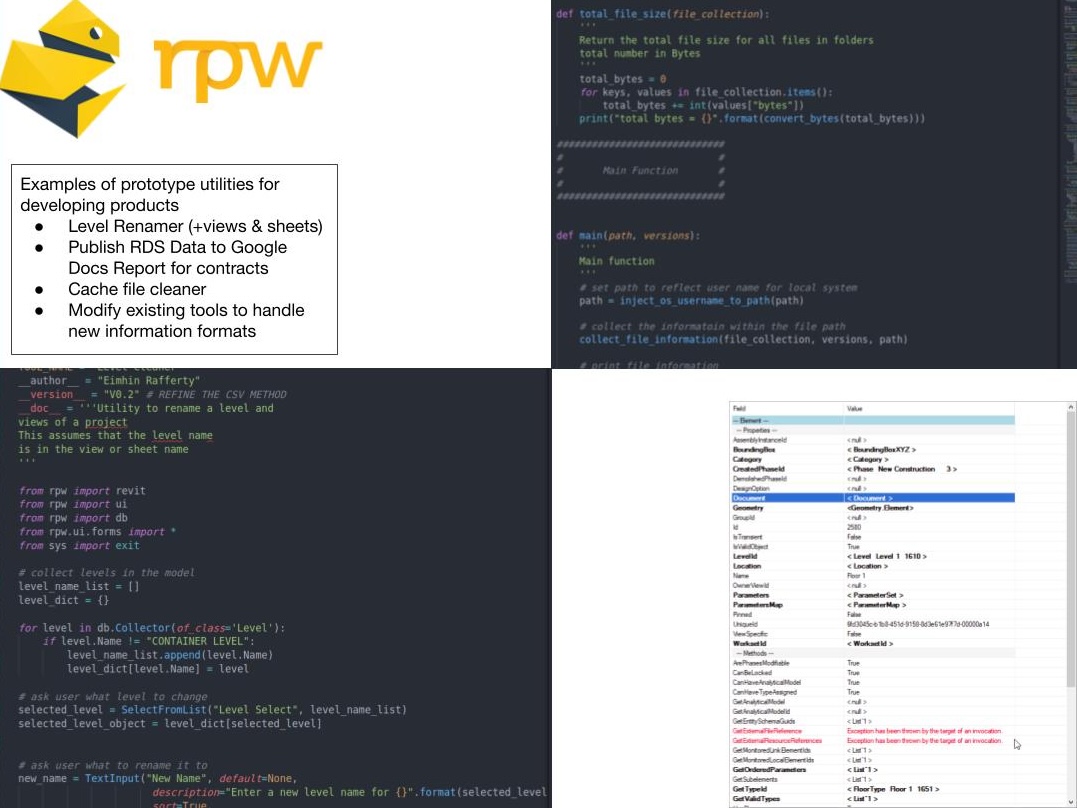 rpw
Examples of prototype utilities for
developing products
● Level Renamer (+views & sheets)
● Publish RDS Data to Google
Docs Report for contracts
● Cache file cleaner
● Modify existing tools to handle
new information formats
def total_file_size(file_collection):
'''
Return the total file size for all files in folders
total number in Bytes
'''
total_bytes = 0
for keys, values in file_collection.items():
total_bytes += int(values["bytes"])
print("total bytes = {}".format(convert_bytes(total_bytes)))
#############################
# #
# Main Function #
# #
#############################
def main(path, versions):
'''
Main function
'''
# set path to reflect user name for local system
path = inject_os_username_to_path(path)
# collect the informatoin within the file path
collect_file_information(file_collection, versions, path)
# print file information
__author__ = "Eimhin Rafferty"
__version__ = "V0.2" # REFINE THE CSV METHOD
__doc__ = '''Utility to rename a level and
views of a project
This assumes that the level name
is in the view or sheet name
'''
from rpw import revit
from rpw import ui
from rpw import db
from rpw.ui.forms import *
from sys import exit
# collect levels in the model
level_name_list = []
level_dict = {}
for level in db.Collector(of_class='Level'):
if level.Name != "CONTAINER LEVEL":
level_name_list.append(level.Name)
level_dict[level.Name] = level
# ask user what level to change
selected_level = SelectFromList("Level Select", level_name_list)
selected_level_object = level_dict[selected_level]
# ask user what to rename it to
new_name = TextInput("New Name", default=None,
description="Enter a new level name for {}".format(selected_level
sort=True
Field Value
-- Element --
-- Properties --
AssemblyInstanceId < null >
BoundingBox < BoundingBoxXYZ >
Category < Category >
CreatedPhaseId < Phase New Construction 3 >
DemolishedPhaseId < null >
DesignOption < null >
Document < Document >
Geometry <Geometry.Element>
GroupId < null >
Id 2580
IsTransient False
IsValidObject True
LevelId < Level Level 1 1610 >
Location < Location >
Name Floor 1
OwnerViewId < null >
Parameters < ParameterSet >
ParametersMap < ParameterMap >
Pinned False
UniqueId
ViewSpecific False
WorksetId < WorksetId >
-- Methods --
ArePhasesModifiable True
CanBeLocked True
CanHaveAnalyticalModel True
CanHaveTypeAssigned True
GetAnalyticalModel < null >
GetAnalyticalModelId < null >
GetEntitySchemaGuids < List`1 >
GetExternalFileReference Exception has been thrown by the target of an invocation.
GetExternalResourceReferences Exception has been thrown by the target of an invocation.
GetMonitoredLinkElementIds < List`1 >
GetMonitoredLocalElementIds < List`1 >
GetOrderedParameters < List`1 >
GetSubelements < List`1 >
GetTypeId < FloorType Floor 1 1651 >
GetValidTypes < List`1 >